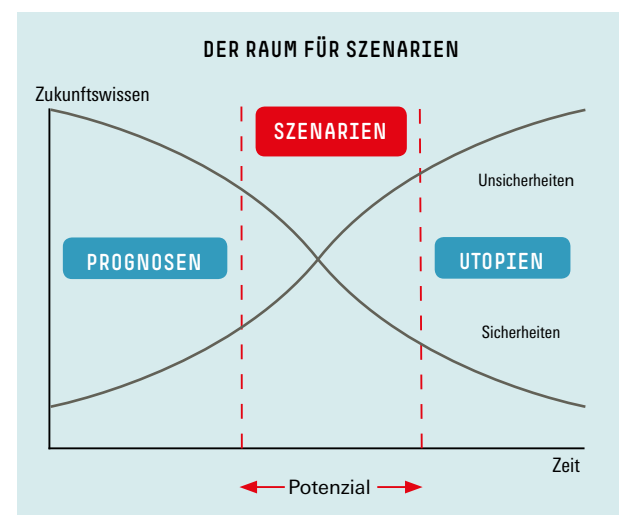 DER RAUM FÜR SZENARIEN
Zukunftswissen
SZENARIEN
Unsicherheiten
PROGNOSEN
UTOPIEN
Sicherheiten
Zeit
Potenzial